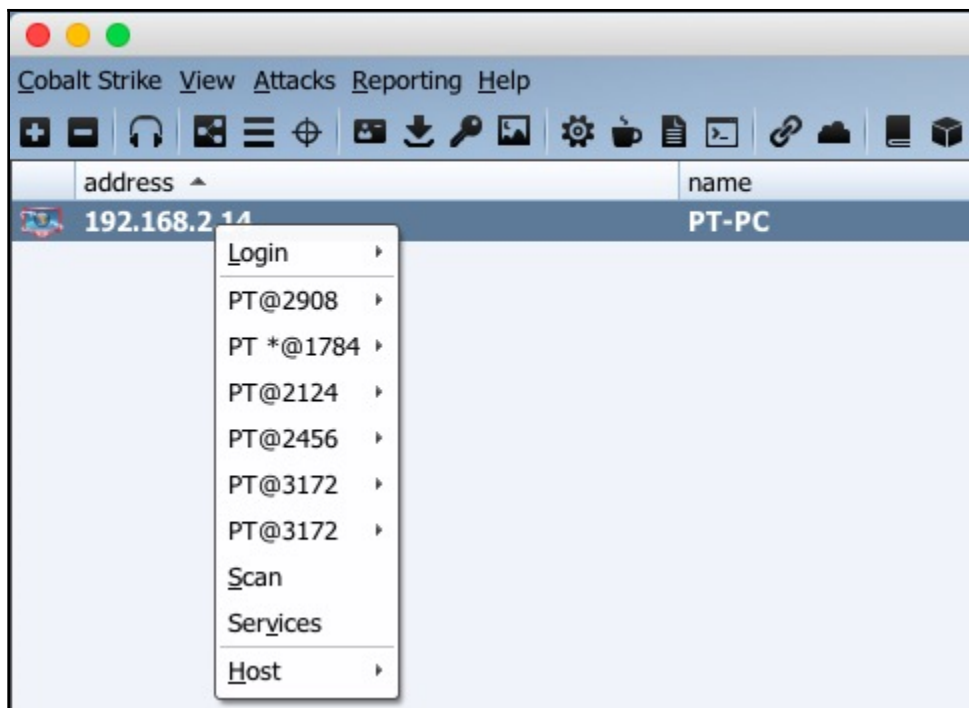 Cobalt Strike View Attacks Reporting Help
address name
192.168.2.14 PT-PC
Login
PT@2908
PT *@1784
PT@2124
PT@2456
PT@3172
PT@3172
Scan
Services
Host